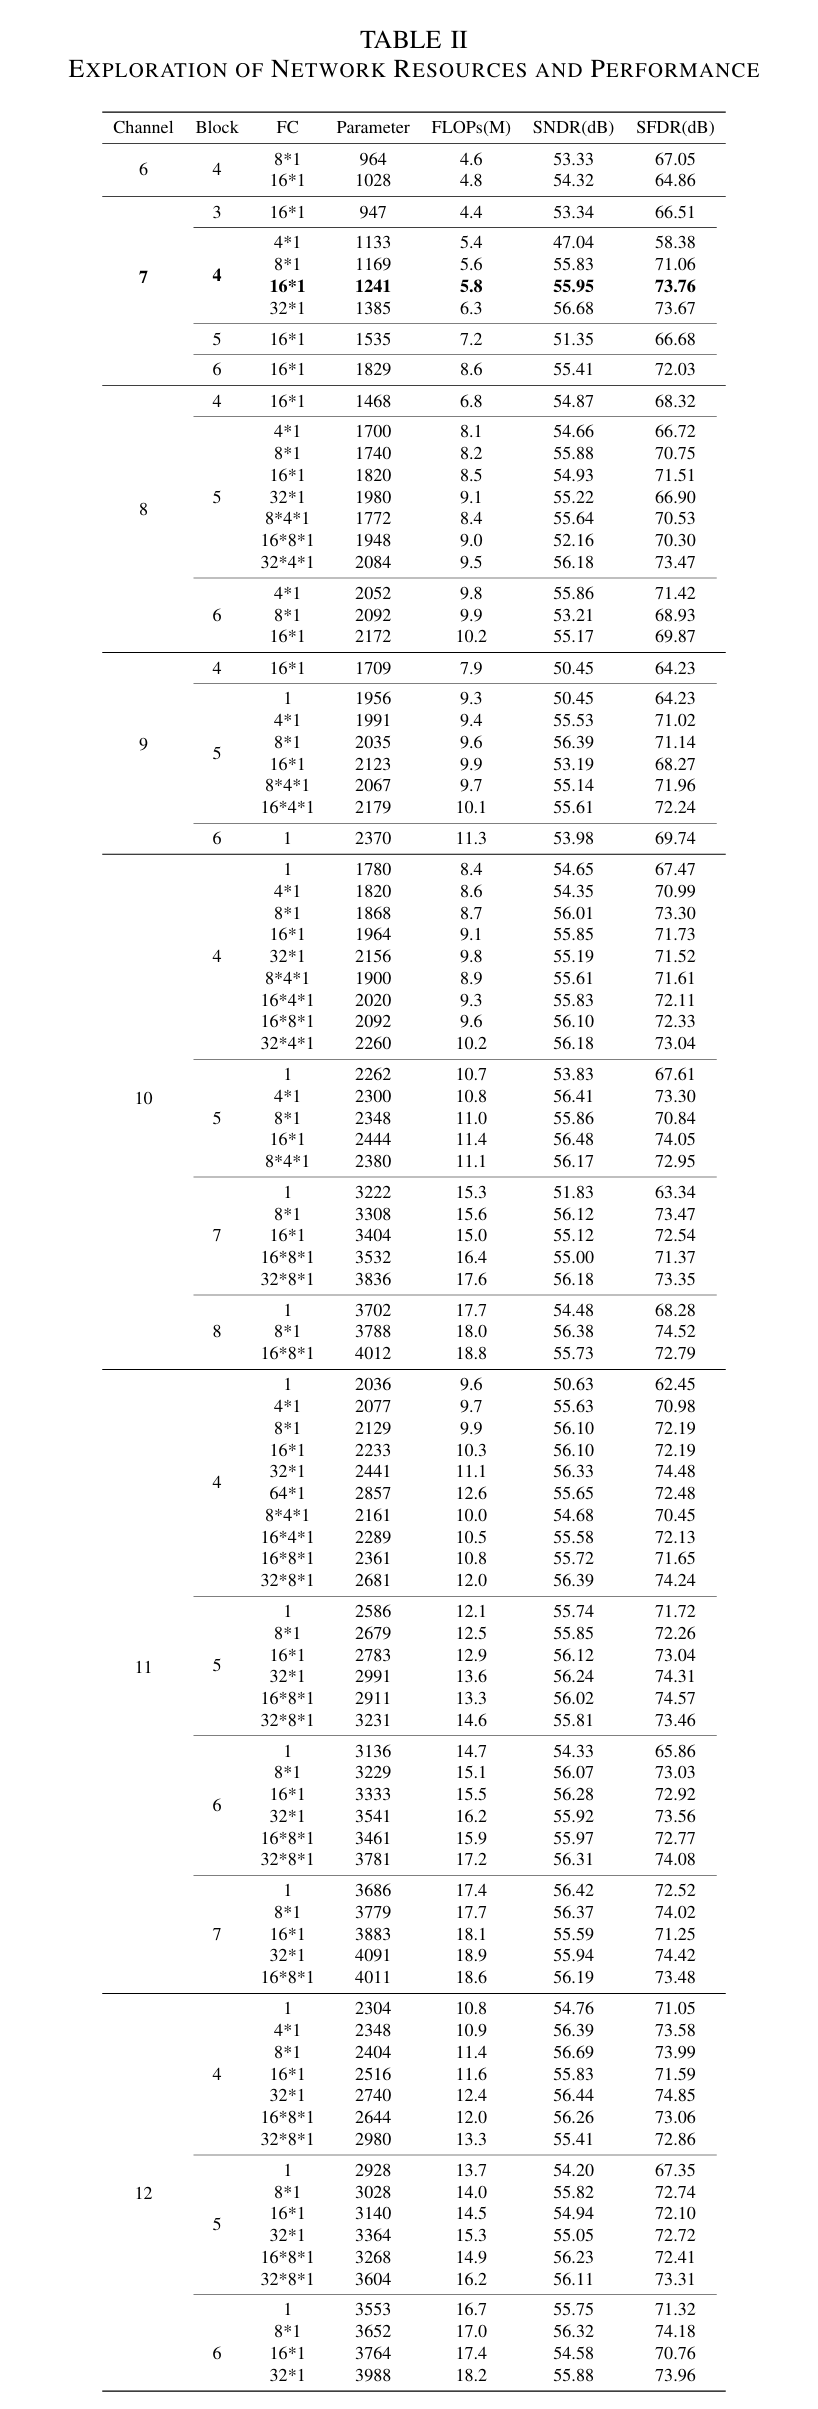 TABLE II
EXPLORATION OF NETWORK RESOURCES AND PERFORMANCE
Channel Block FC Parameter FLOPs(M) SNDR(dB) SFDR(dB)
6 4 8*1 964 4.6 53.33 67.05
16*1 1028 4.8 54.32 64.86
7 3 16*1 947 4.4 53.34 66.51
4 4*1 1133 5.4 47.04 58.38
8*1 1169 5.6 55.83 71.06
16*1 1241 5.8 55.95 73.76
32*1 1385 6.3 56.68 73.67
5 16*1 1535 7.2 51.35 66.68
6 16*1 1829 8.6 55.41 72.03
8 4 16*1 1468 6.8 54.87 68.32
5 4*1 1700 8.1 54.66 66.72
8*1 1740 8.2 55.88 70.75
16*1 1820 8.5 54.93 71.51
32*1 1980 9.1 55.22 66.90
8*4*1 1772 8.4 55.64 70.53
16*8*1 1948 9.0 52.16 70.30
32*4*1 2084 9.5 56.18 73.47
6 4*1 2052 9.8 55.86 71.42
8*1 2092 9.9 53.21 68.93
16*1 2172 10.2 55.17 69.87
9 4 16*1 1709 7.9 50.45 64.23
5 1 1956 9.3 50.45 64.23
4*1 1991 9.4 55.53 71.02
8*1 2035 9.6 56.39 71.14
16*1 2123 9.9 53.19 68.27
8*4*1 2067 9.7 55.14 71.96
16*4*1 2179 10.1 55.61 72.24
6 1 2370 11.3 53.98 69.74
10 4 1 1780 8.4 54.65 67.47
4*1 1820 8.6 54.35 70.99
8*1 1868 8.7 56.01 73.30
16*1 1964 9.1 55.85 71.73
32*1 2156 9.8 55.19 71.52
8*4*1 1900 8.9 55.61 71.61
16*4*1 2020 9.3 55.83 72.11
16*8*1 2092 9.6 56.10 72.33
32*4*1 2260 10.2 56.18 73.04
5 1 2262 10.7 53.83 67.61
4*1 2300 10.8 56.41 73.30
8*1 2348 11.0 55.86 70.84
16*1 2444 11.4 56.48 74.05
8*4*1 2380 11.1 56.17 72.95
7 1 3222 15.3 51.83 63.34
8*1 3308 15.6 56.12 73.47
16*1 3404 15.0 55.12 72.54
16*8*1 3532 16.4 55.00 71.37
32*8*1 3836 17.6 56.18 73.35
8 1 3702 17.7 54.48 68.28
8*1 3788 18.0 56.38 74.52
16*8*1 4012 18.8 55.73 72.79
11 4 1 2036 9.6 50.63 62.45
4*1 2077 9.7 55.63 70.98
8*1 2129 9.9 56.10 72.19
16*1 2233 10.3 56.10 72.19
32*1 2441 11.1 56.33 74.48
64*1 2857 12.6 55.65 72.48
8*4*1 2161 10.0 54.68 70.45
16*4*1 2289 10.5 55.58 72.13
16*8*1 2361 10.8 55.72 71.65
32*8*1 2681 12.0 56.39 74.24
5 1 2586 12.1 55.74 71.72
8*1 2679 12.5 55.85 72.26
16*1 2783 12.9 56.12 73.04
32*1 2991 13.6 56.24 74.31
16*8*1 2911 13.3 56.02 74.57
32*8*1 3231 14.6 55.81 73.46
6 1 3136 14.7 54.33 65.86
8*1 3229 15.1 56.07 73.03
16*1 3333 15.5 56.28 72.92
32*1 3541 16.2 55.92 73.56
16*8*1 3461 15.9 55.97 72.77
32*8*1 3781 17.2 56.31 74.08
7 1 3686 17.4 56.42 72.52
8*1 3779 17.7 56.37 74.02
16*1 3883 18.1 55.59 71.25
32*1 4091 18.9 55.94 74.42
16*8*1 4011 18.6 56.19 73.48
12 4 1 2304 10.8 54.76 71.05
4*1 2348 10.9 56.39 73.58
8*1 2404 11.4 56.69 73.99
16*1 2516 11.6 55.83 71.59
32*1 2740 12.4 56.44 74.85
16*8*1 2644 12.0 56.26 73.06
32*8*1 2980 13.3 55.41 72.86
5 1 2928 13.7 54.20 67.35
8*1 3028 14.0 55.82 72.74
16*1 3140 14.5 54.94 72.10
32*1 3364 15.3 55.05 72.72
16*8*1 3268 14.9 56.23 72.41
32*8*1 3604 16.2 56.11 73.31
6 1 3553 16.7 55.75 71.32
8*1 3652 17.0 56.32 74.18
16*1 3764 17.4 54.58 70.76
32*1 3988 18.2 55.88 73.96